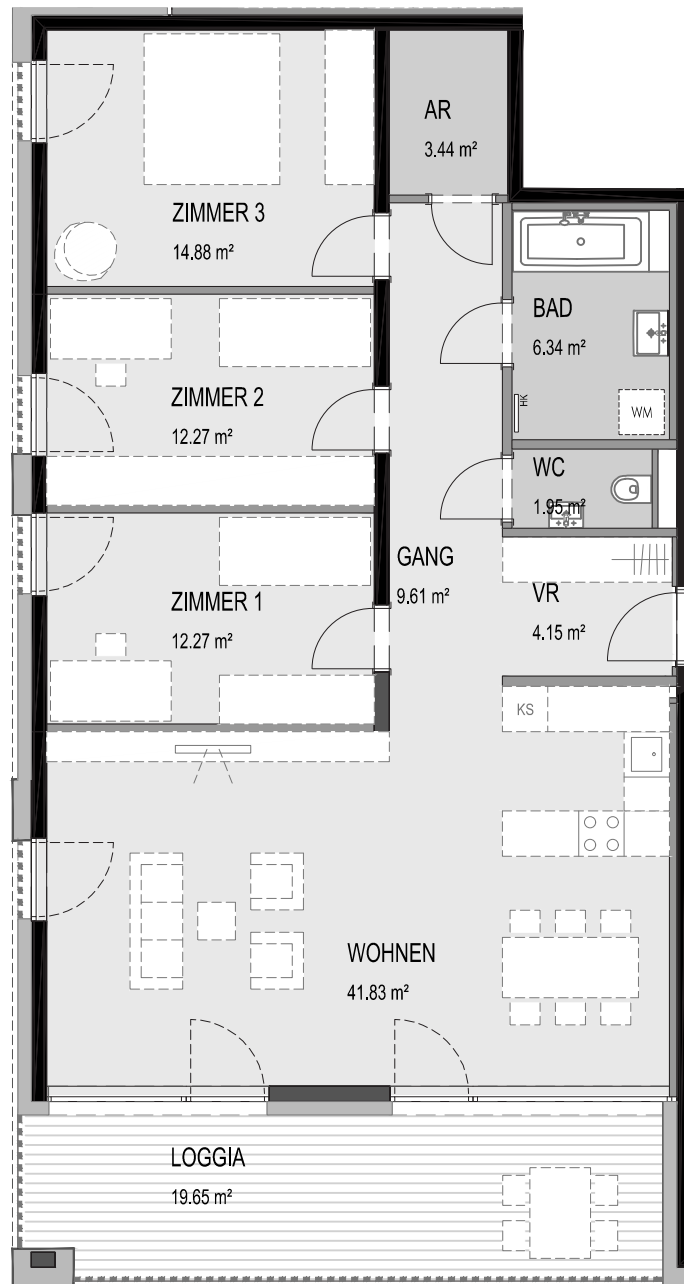 AR
3.44 m²
ZIMMER 3
14.88 m²
BAD
6.34 m²
HK
WM
ZIMMER 2
12.27 m²
WC
1.95 m²
GANG
9.61 m²
VR
4.15 m²
ZIMMER 1
12.27 m²
KS
WOHNEN
41.83 m²
LOGGIA
19.65 m²